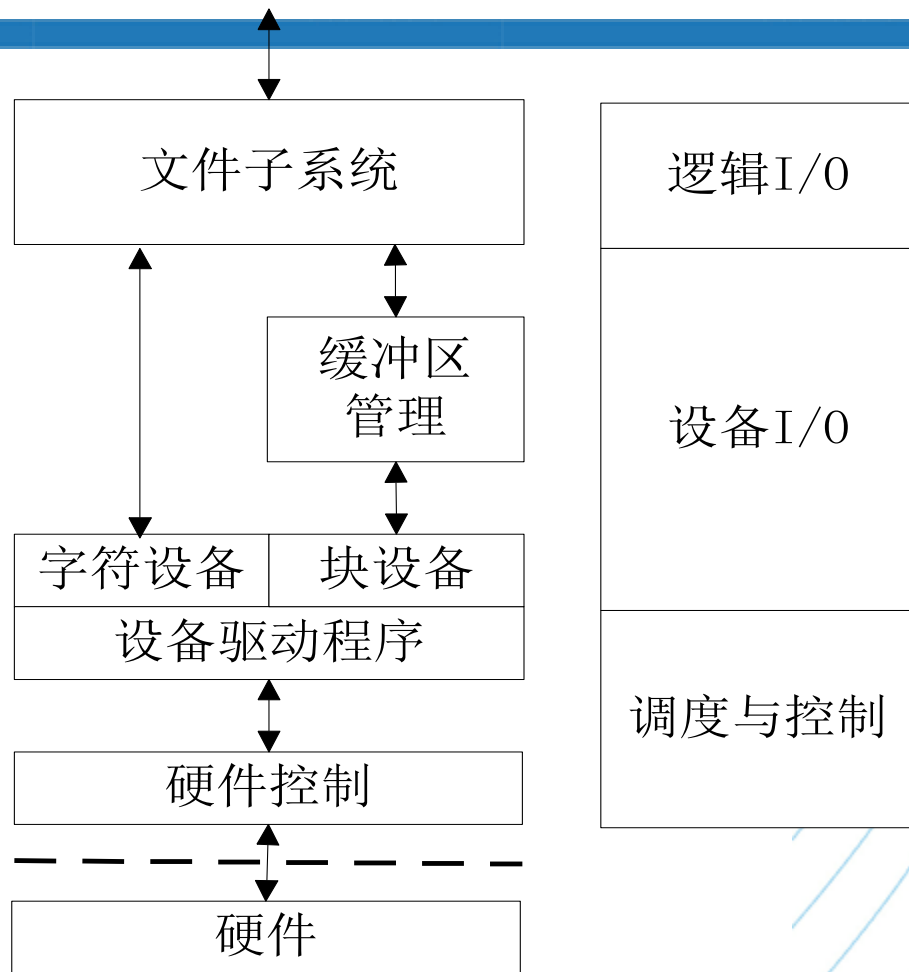 文件子系统
逻辑I/O
缓冲区
管理
设备I/O
字符设备
块设备
设备驱动程序
调度与控制
硬件控制
硬件